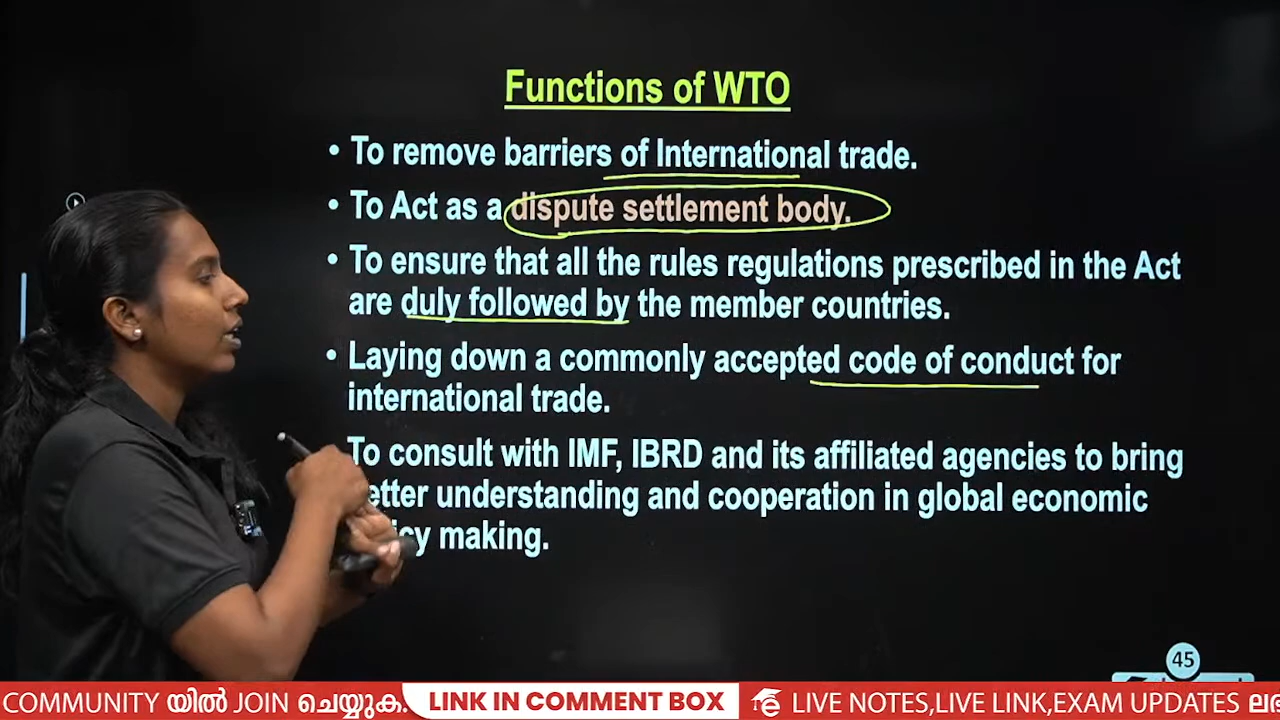 Functions of WTO
• To remove barriers of International trade.
• To Act as a dispute settlement body.
• To ensure that all the rules regulations prescribed in the Act
are duly followed by the member countries.
• Laying down a commonly accepted code of conduct for
international trade.
To consult with IMF, IBRD and its affiliated agencies to bring
understanding and cooperation in global economic
making.
45
COMMUNITY യിൽ JOIN ചെയ്യുക. LINK IN COMMENT BOX LIVE NOTES,LIVE LINK,EXAM UPDATES